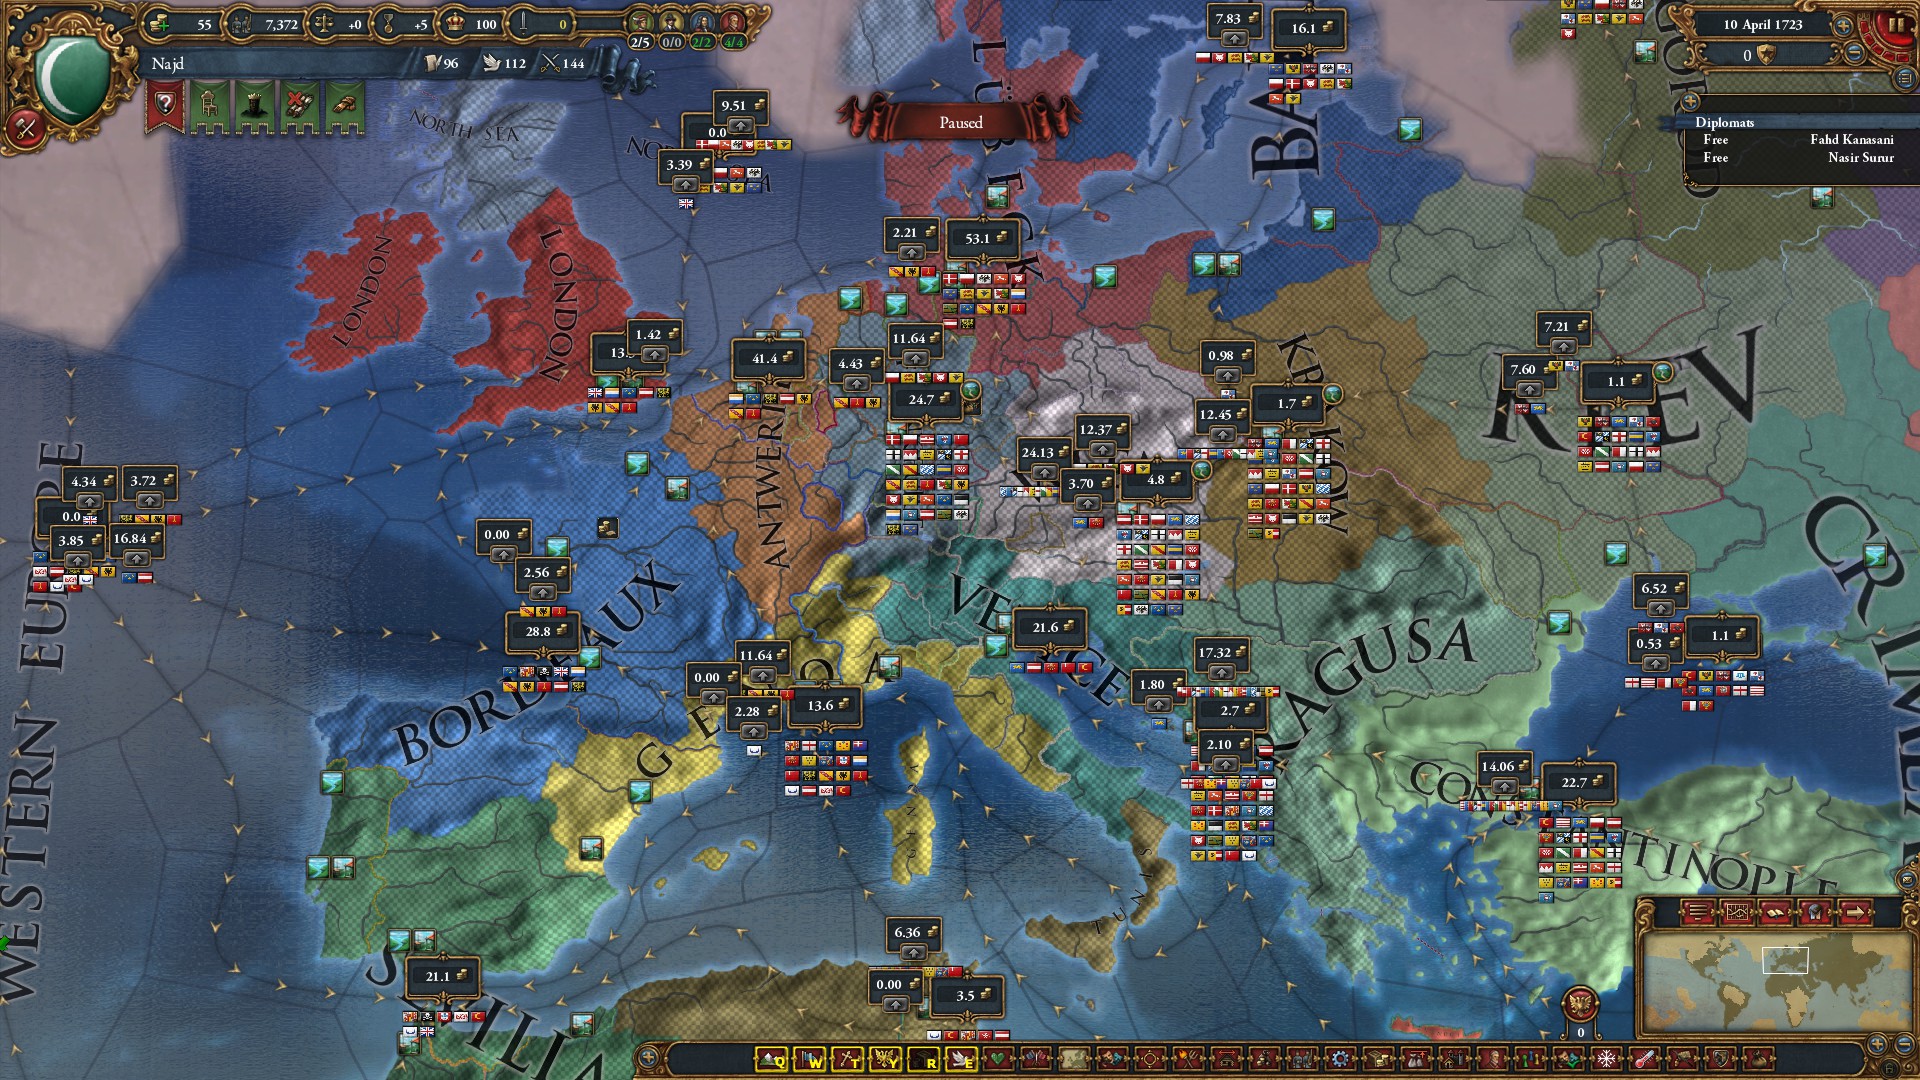 55
7,372
+0
+5
100
0
2/5
0/0
2/2
4/4
Najd
96
112
144
10 April 1723
0
Paused
Diplomats
Free Fahd Kanasani
Free Nasir Surur
NORTH SEA
LUBECK
LONDON
LONDON
ANTWERP
BORDEAUX
GENOA
VENICE
RAGUSA
KRAKOW
KIEV
CRIMEA
WESTERN EUROPE
TUNIS
TUNIS
7.83
16.1
9.51
0.0
3.39
2.21
53.1
1.42
41.4
4.43
11.64
24.7
0.98
12.45
1.7
7.21
7.60
1.1
12.37
24.13
3.70
4.8
4.34
3.72
0.0
3.85
16.84
0.00
2.56
28.8
11.64
0.00
2.28
13.6
21.6
17.32
1.80
2.7
2.10
6.52
0.53
1.1
14.06
22.7
6.36
0.00
3.5
21.1
0
Q
W
T
Y
R
E